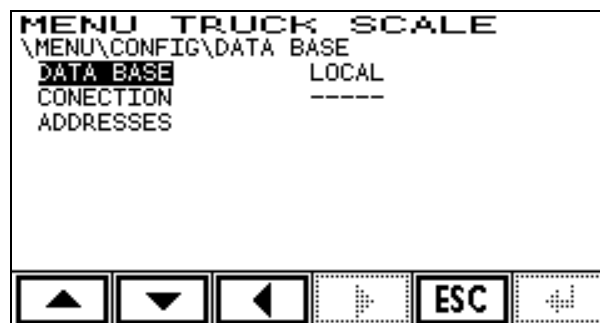 MENU TRUCK SCALE
\MENU\CONFIG\DATA BASE
DATA BASE LOCAL
CONECTION -----
ADDRESSES
ESC